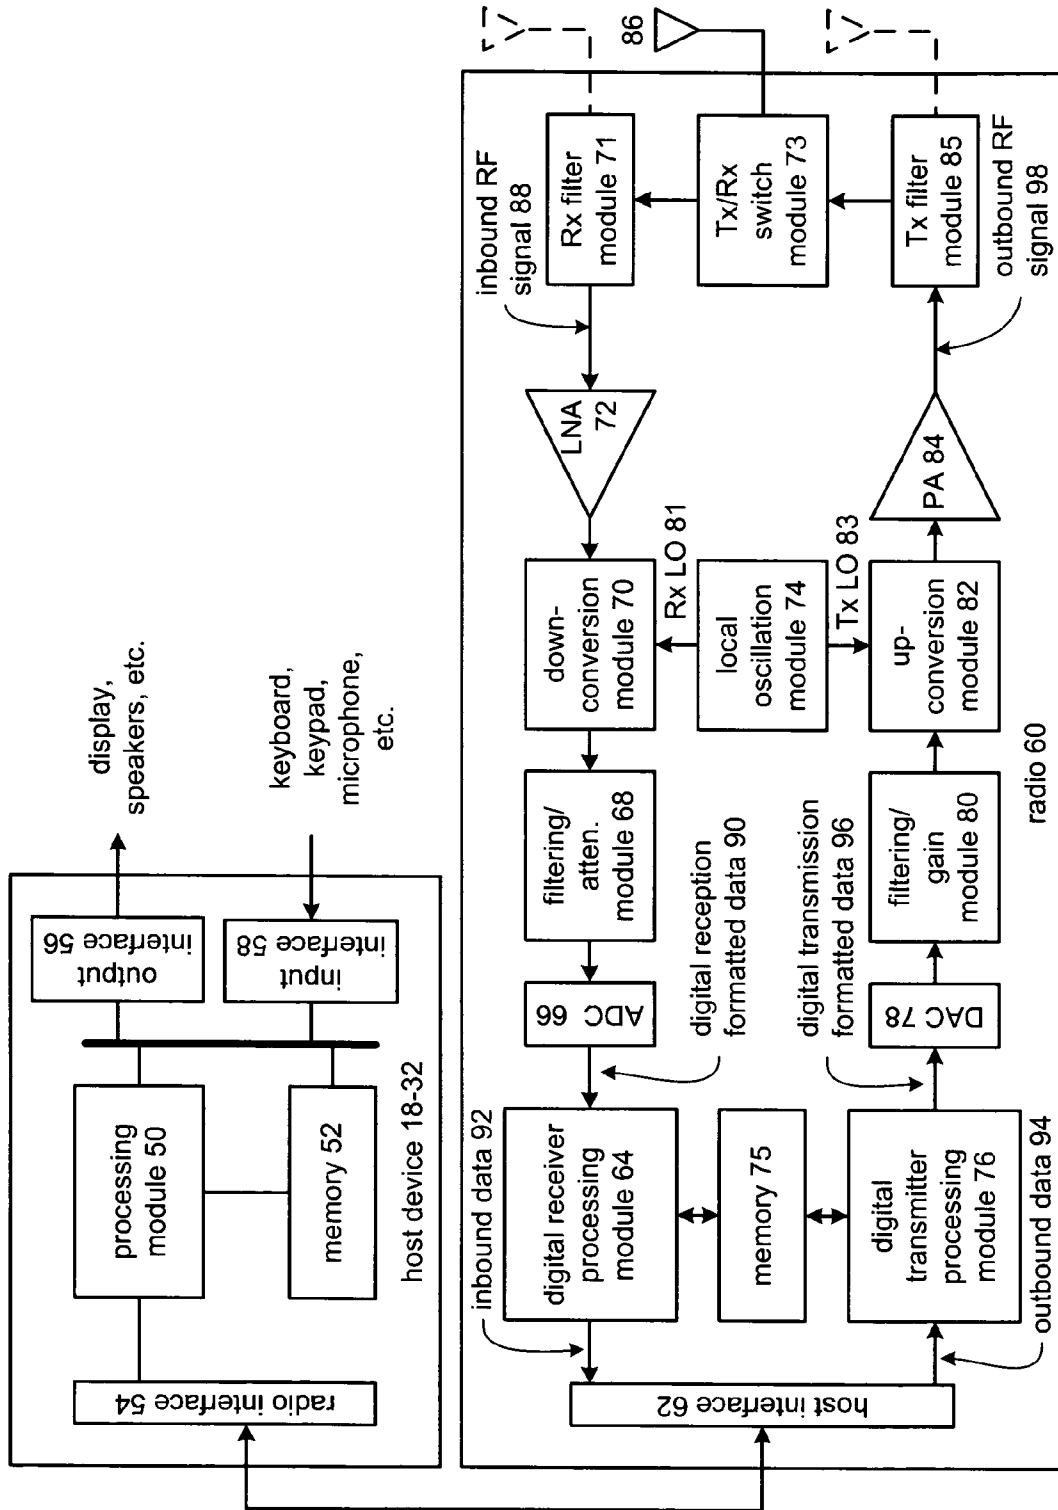 radio interface 54
processing
module 50
memory 52
output
interface 56
input
interface 58
display,
speakers, etc.
keyboard,
keypad,
microphone,
etc.
host device 18-32
host interface 62
inbound data 92
digital receiver
processing
module 64
ADC 66
digital reception
formatted data 90
filtering/
atten.
module 68
down-
conversion
module 70
LNA
72
inbound RF
signal 88
Rx filter
module 71
Rx LO 81
local
oscillation
module 74
Tx LO 83
Tx/Rx
switch
module 73
86
memory 75
digital
transmitter
processing
module 76
outbound data 94
digital transmission
formatted data 96
DAC 78
filtering/
gain
module 80
up-
conversion
module 82
PA 84
Tx filter
module 85
outbound RF
signal 98
radio 60